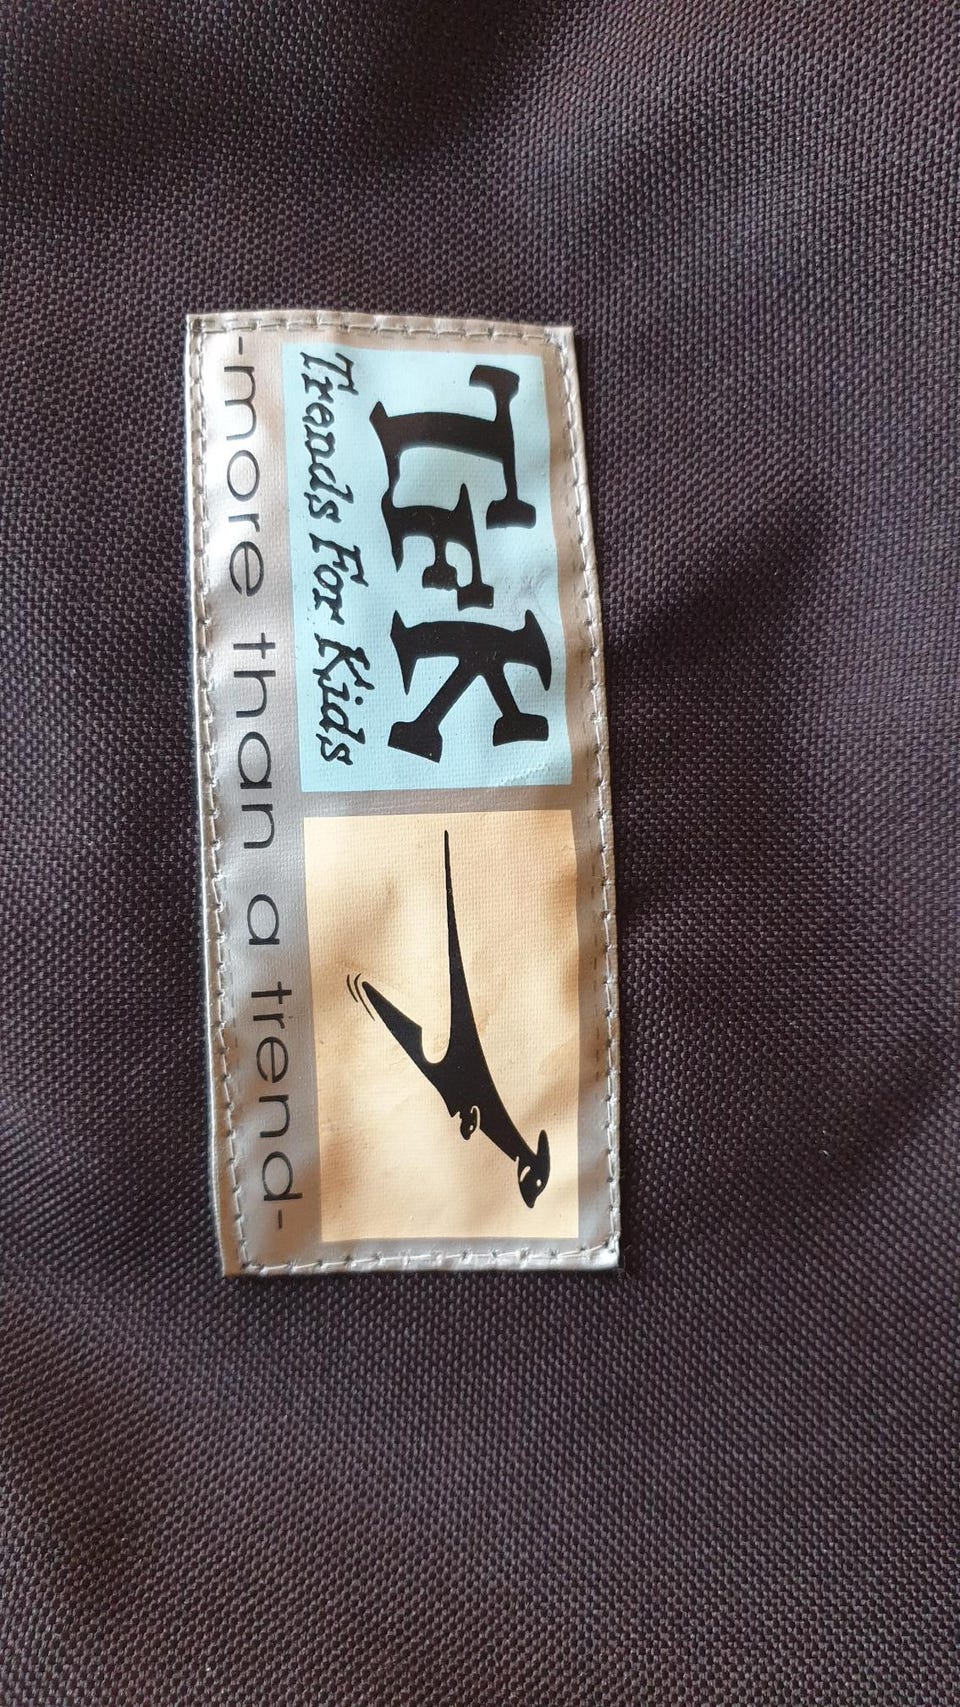 TFK
Trends For Kids
-more than a trend-